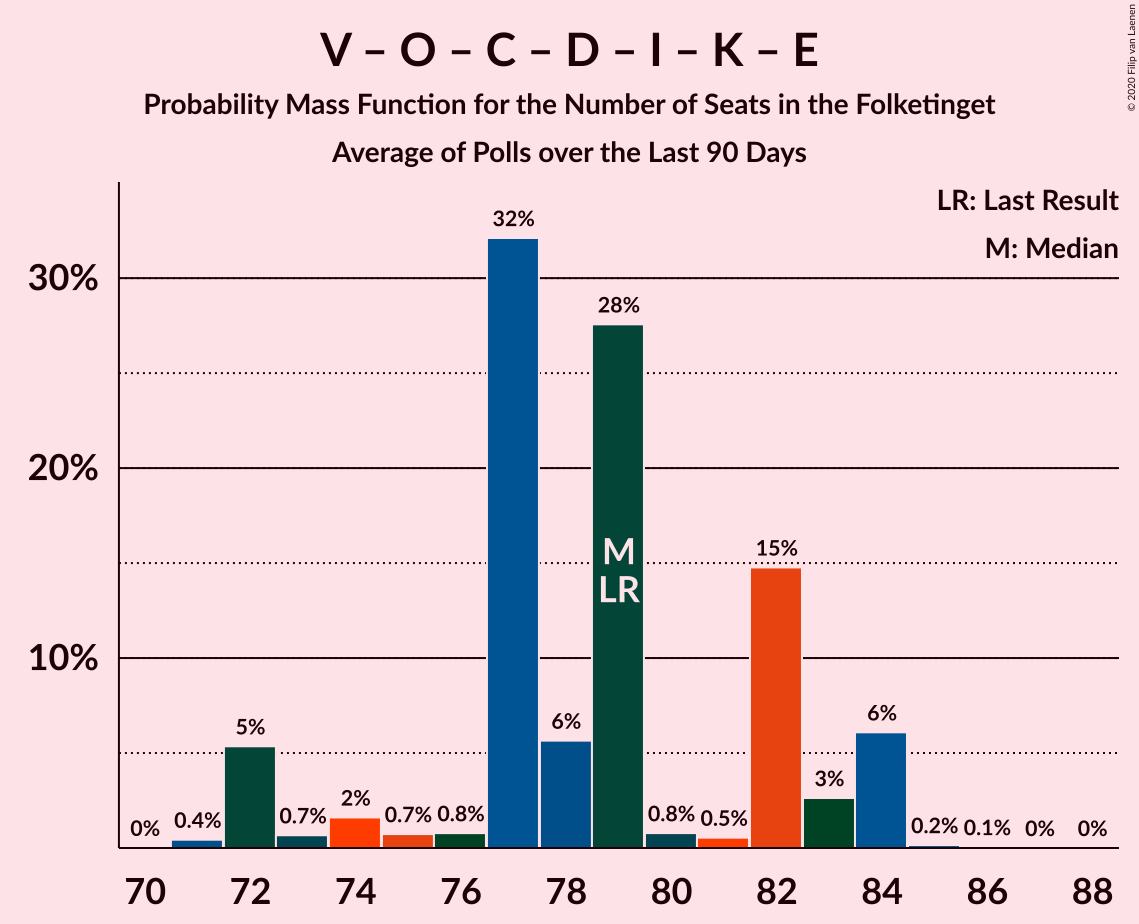 V – O – C – D – I – K – E
Probability Mass Function for the Number of Seats in the Folketinget
Average of Polls over the Last 90 Days
© 2020 Filip van Laenen
LR: Last Result
M: Median
30%
20%
10%
0%
0.4%
5%
0.7%
2%
0.7%
0.8%
32%
6%
28%
M
LR
0.8%
0.5%
15%
3%
6%
0.2%
0.1%
0%
0%
70 72 74 76 78 80 82 84 86 88